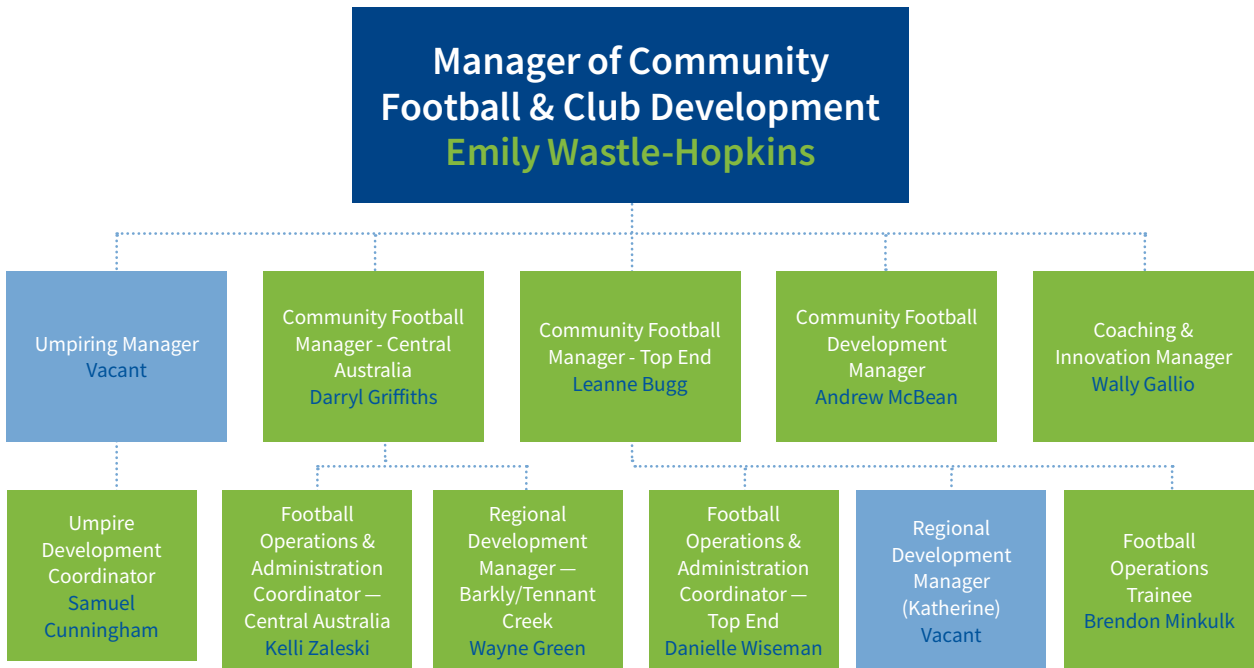 Manager of Community
Football & Club Development
Emily Wastle-Hopkins
Umpiring Manager
Vacant
Community Football
Manager - Central
Australia
Darryl Griffiths
Community Football
Manager - Top End
Leanne Bugg
Community Football
Development
Manager
Andrew McBean
Coaching &
Innovation Manager
Wally Gallio
Umpire
Development
Coordinator
Samuel
Cunningham
Football
Operations &
Administration
Coordinator —
Central Australia
Kelli Zaleski
Regional
Development
Manager —
Barkly/Tennant
Creek
Wayne Green
Football
Operations &
Administration
Coordinator —
Top End
Danielle Wiseman
Regional
Development
Manager
(Katherine)
Vacant
Football
Operations
Trainee
Brendon Minkulk